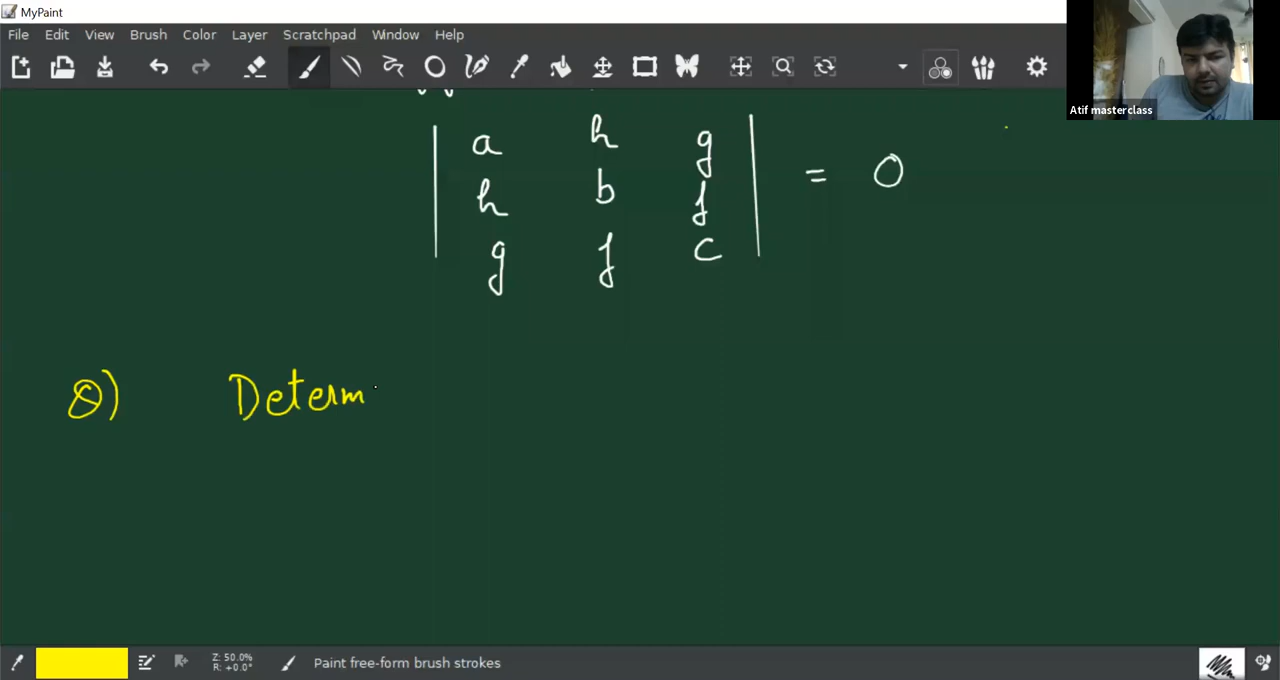 MyPaint
File Edit View Brush Color Layer Scratchpad Window Help
Atif masterclass
a h g
h b f = 0
g f c
Q) Determ
Z: 50.0%
R: +0.0°
Paint free-form brush strokes